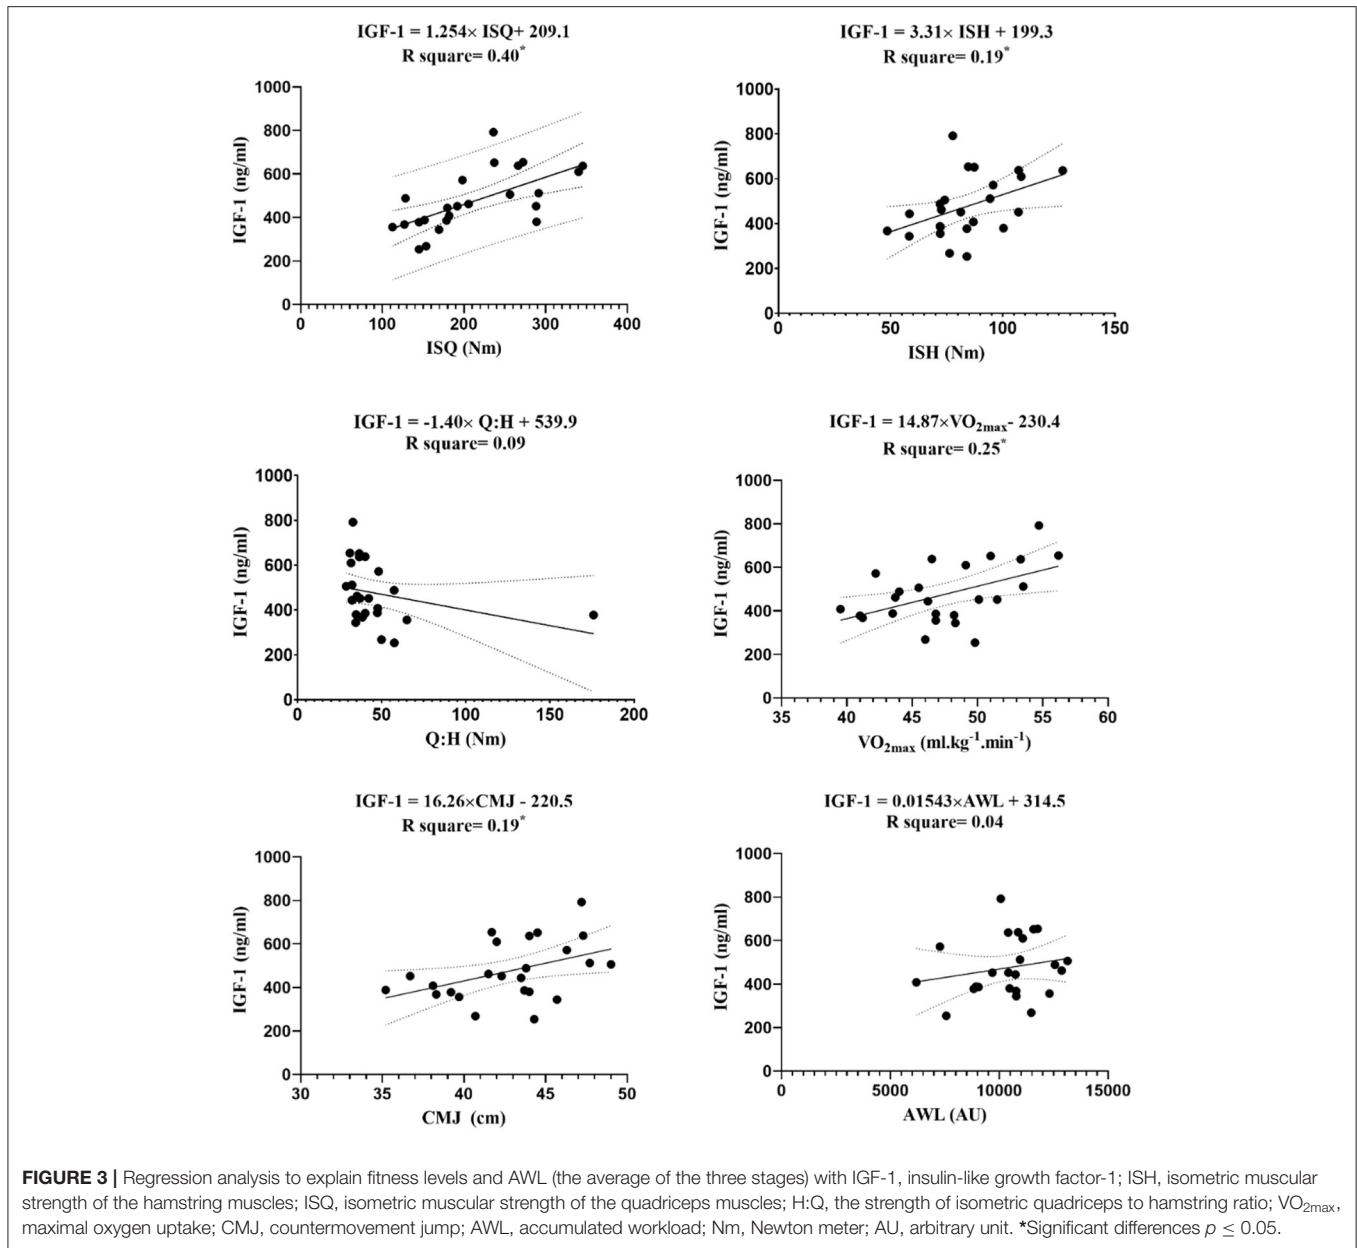 IGF-1 = 1.254× ISQ+ 209.1
R square= 0.40*
IGF-1 (ng/ml)
1000
800
600
400
200
0
0 100 200 300 400
ISQ (Nm)
IGF-1 = 3.31× ISH + 199.3
R square= 0.19*
IGF-1 (ng/ml)
1000
800
600
400
200
0
0 50 100 150
ISH (Nm)
IGF-1 = -1.40× Q:H + 539.9
R square= 0.09
IGF-1 (ng/ml)
1000
800
600
400
200
0
0 50 100 150 200
Q:H (Nm)
IGF-1 = 14.87×VO2max- 230.4
R square= 0.25*
IGF-1 (ng/ml)
1000
800
600
400
200
0
35 40 45 50 55 60
VO2max (ml.kg-1.min-1)
IGF-1 = 16.26×CMJ - 220.5
R square= 0.19*
IGF-1 (ng/ml)
1000
800
600
400
200
0
30 35 40 45 50
CMJ (cm)
IGF-1 = 0.01543×AWL + 314.5
R square= 0.04
IGF-1 (ng/ml)
1000
800
600
400
200
0
0 5000 10000 15000
AWL (AU)
FIGURE 3 | Regression analysis to explain fitness levels and AWL (the average of the three stages) with IGF-1, insulin-like growth factor-1; ISH, isometric muscular
strength of the hamstring muscles; ISQ, isometric muscular strength of the quadriceps muscles; H:Q, the strength of isometric quadriceps to hamstring ratio; VO2max,
maximal oxygen uptake; CMJ, countermovement jump; AWL, accumulated workload; Nm, Newton meter; AU, arbitrary unit. *Significant differences p ≤ 0.05.